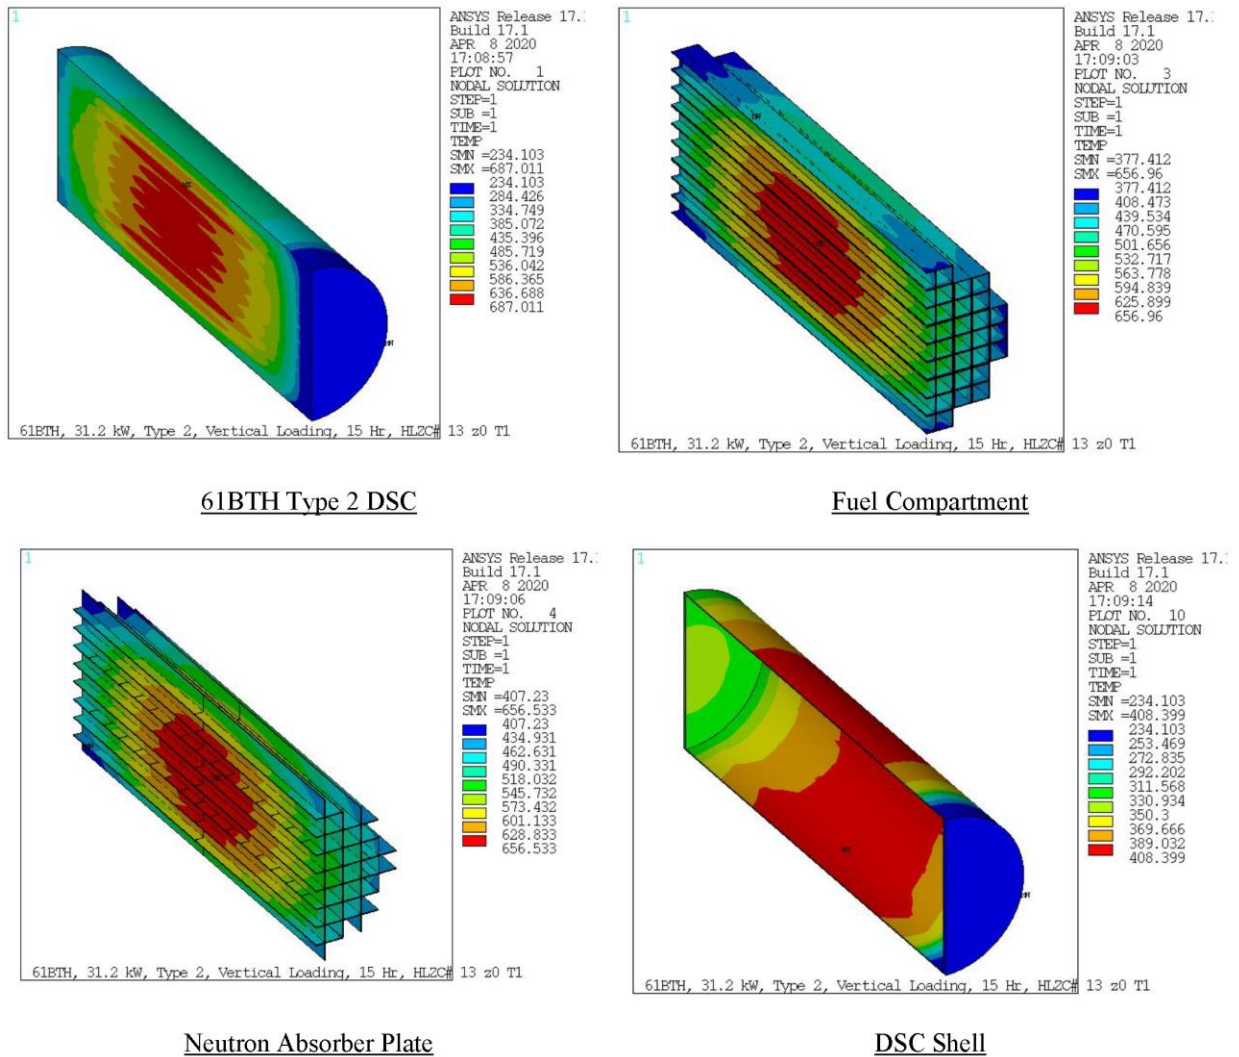 1
ANSYS Release 17.
Build 17.1
APR 8 2020
17:08:57
PLOT NO. 1
NODAL SOLUTION
STEP=1
SUB =1
TIME=1
TEMP
SMN =234.103
SMX =687.011
234.103
284.426
334.749
385.072
435.396
485.719
536.042
586.365
636.688
687.011
61BTH, 31.2 kW, Type 2, Vertical Loading, 15 Hr, HLZC# 13 z0 T1
61BTH Type 2 DSC
1
ANSYS Release 17.
Build 17.1
APR 8 2020
17:09:03
PLOT NO. 3
NODAL SOLUTION
STEP=1
SUB =1
TIME=1
TEMP
SMN =377.412
SMX =656.96
377.412
408.473
439.534
470.595
501.656
532.717
563.778
594.839
625.899
656.96
61BTH, 31.2 kW, Type 2, Vertical Loading, 15 Hr, HLZC# 13 z0 T1
Fuel Compartment
1
ANSYS Release 17.
Build 17.1
APR 8 2020
17:09:06
PLOT NO. 4
NODAL SOLUTION
STEP=1
SUB =1
TIME=1
TEMP
SMN =407.23
SMX =656.533
407.23
434.931
462.631
490.331
518.032
545.732
573.432
601.133
628.833
656.533
61BTH, 31.2 kW, Type 2, Vertical Loading, 15 Hr, HLZC# 13 z0 T1
Neutron Absorber Plate
1
ANSYS Release 17.
Build 17.1
APR 8 2020
17:09:14
PLOT NO. 10
NODAL SOLUTION
STEP=1
SUB =1
TIME=1
TEMP
SMN =234.103
SMX =408.399
234.103
253.469
272.835
292.202
311.568
330.934
350.3
369.666
389.032
408.399
61BTH, 31.2 kW, Type 2, Vertical Loading, 15 Hr, HLZC# 13 z0 T1
DSC Shell